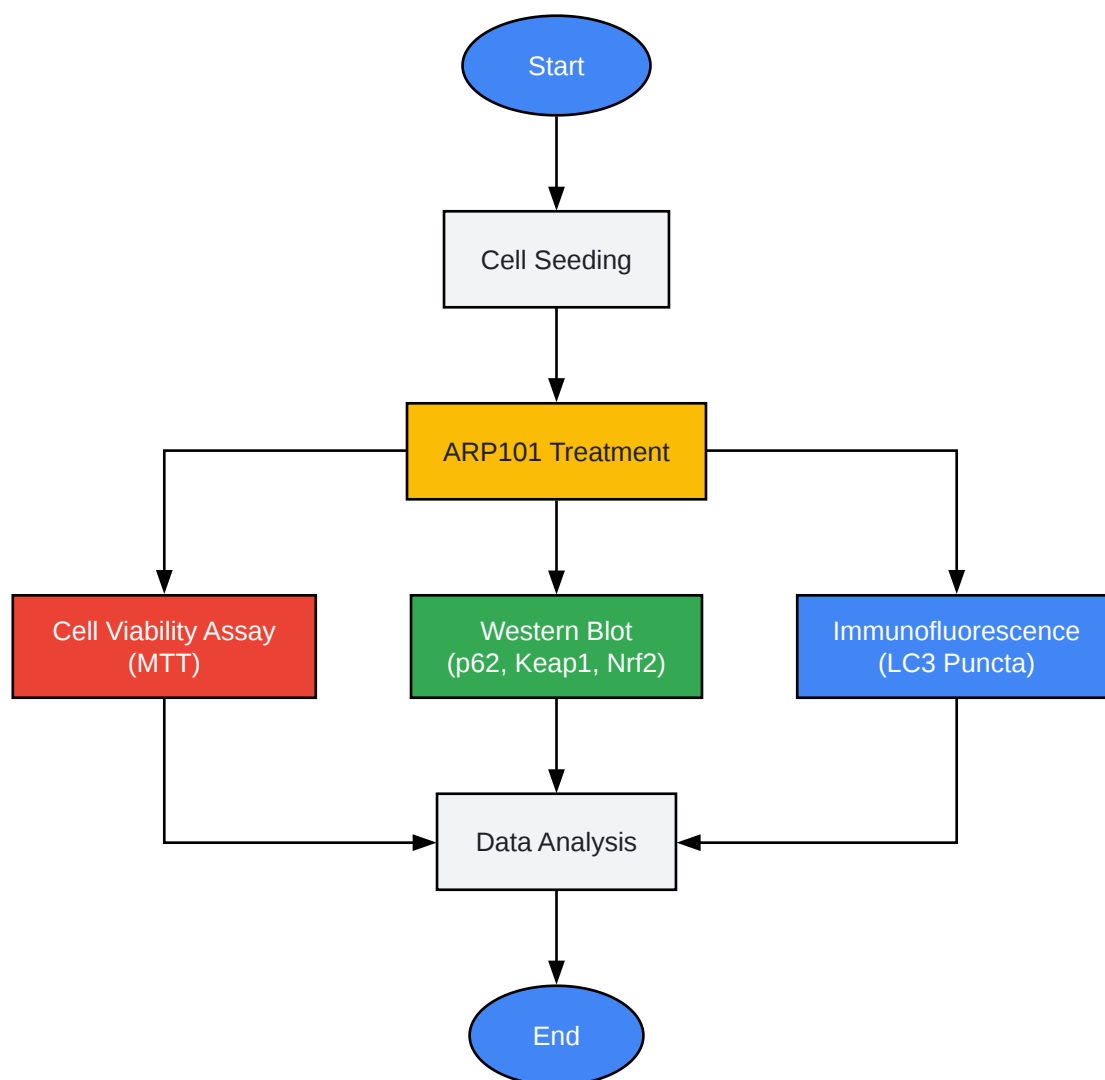 Start
Cell Seeding
ARP101 Treatment
Cell Viability Assay
(MTT)
Western Blot
(p62, Keap1, Nrf2)
Immunofluorescence
(LC3 Puncta)
Data Analysis
End